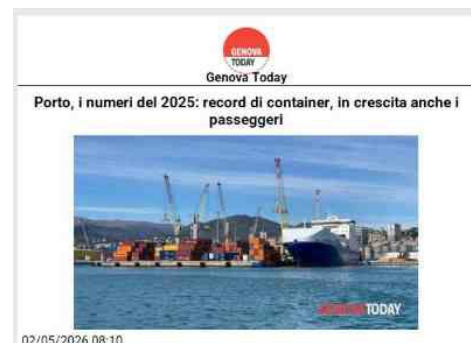 GENOVA
TODAY
Genova Today
Porto, i numeri del 2025: record di container, in crescita anche i
passeggeri
GENOVATODAY
02/05/2026 08:10